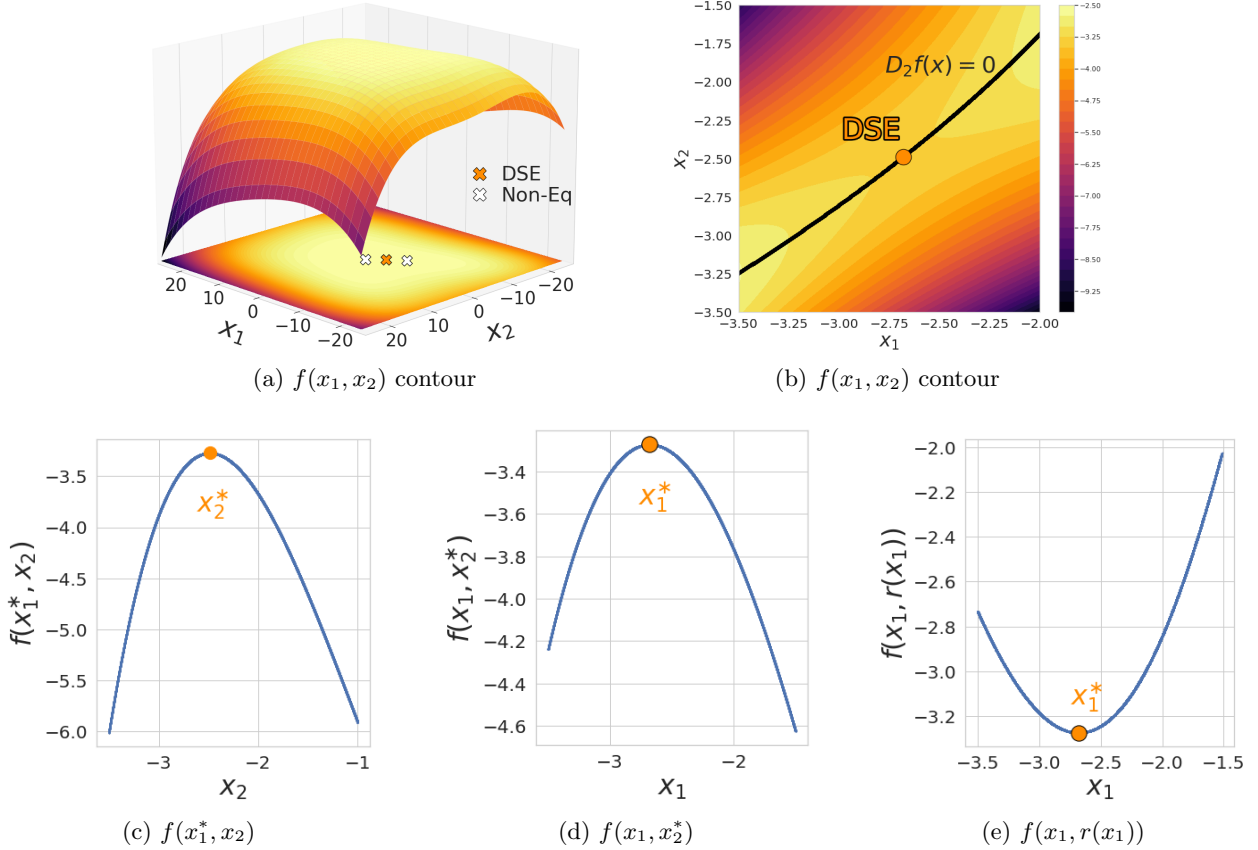 DSE
Non-Eq
20
10
0
−10
−20
x₁
20
10
0
−10
−20
x₂
(a) f(x₁, x₂) contour
−1.50
−1.75
−2.00
−2.25
−2.50
−2.75
−3.00
−3.25
−3.50
x₂
D₂f(x) = 0
DSE
−3.50 −3.25 −3.00 −2.75 −2.50 −2.25 −2.00
x₁
−2.50
−3.25
−4.00
−4.75
−5.50
−6.25
−7.00
−7.75
−8.50
−9.25
(b) f(x₁, x₂) contour
f(x₁*, x₂)
−3.5
−4.0
−4.5
−5.0
−5.5
−6.0
x₂*
−3 −2 −1
x₂
(c) f(x₁*, x₂)
f(x₁, x₂*)
−3.4
−3.6
−3.8
−4.0
−4.2
−4.4
−4.6
x₁*
−3 −2
x₁
(d) f(x₁, x₂*)
f(x₁, r(x₁))
−2.0
−2.2
−2.4
−2.6
−2.8
−3.0
−3.2
x₁*
−3.5 −3.0 −2.5 −2.0 −1.5
x₁
(e) f(x₁, r(x₁))